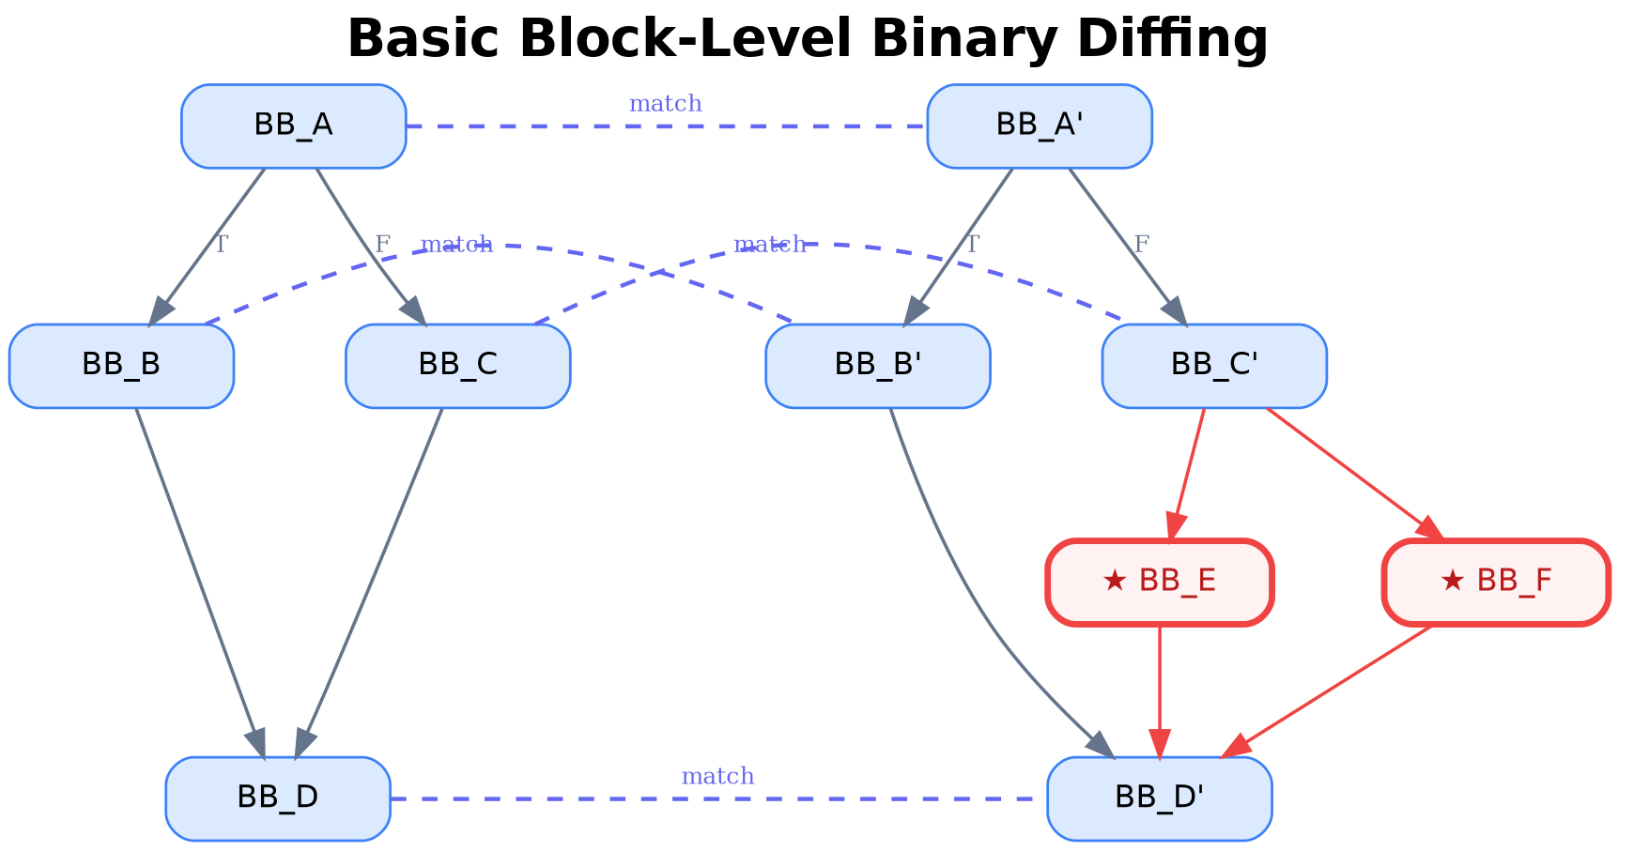 Basic Block-Level Binary Diffing
BB_A
match
BB_A'
T
F
match
match
T
F
BB_B
BB_C
BB_B'
BB_C'
★ BB_E
★ BB_F
BB_D
match
BB_D'